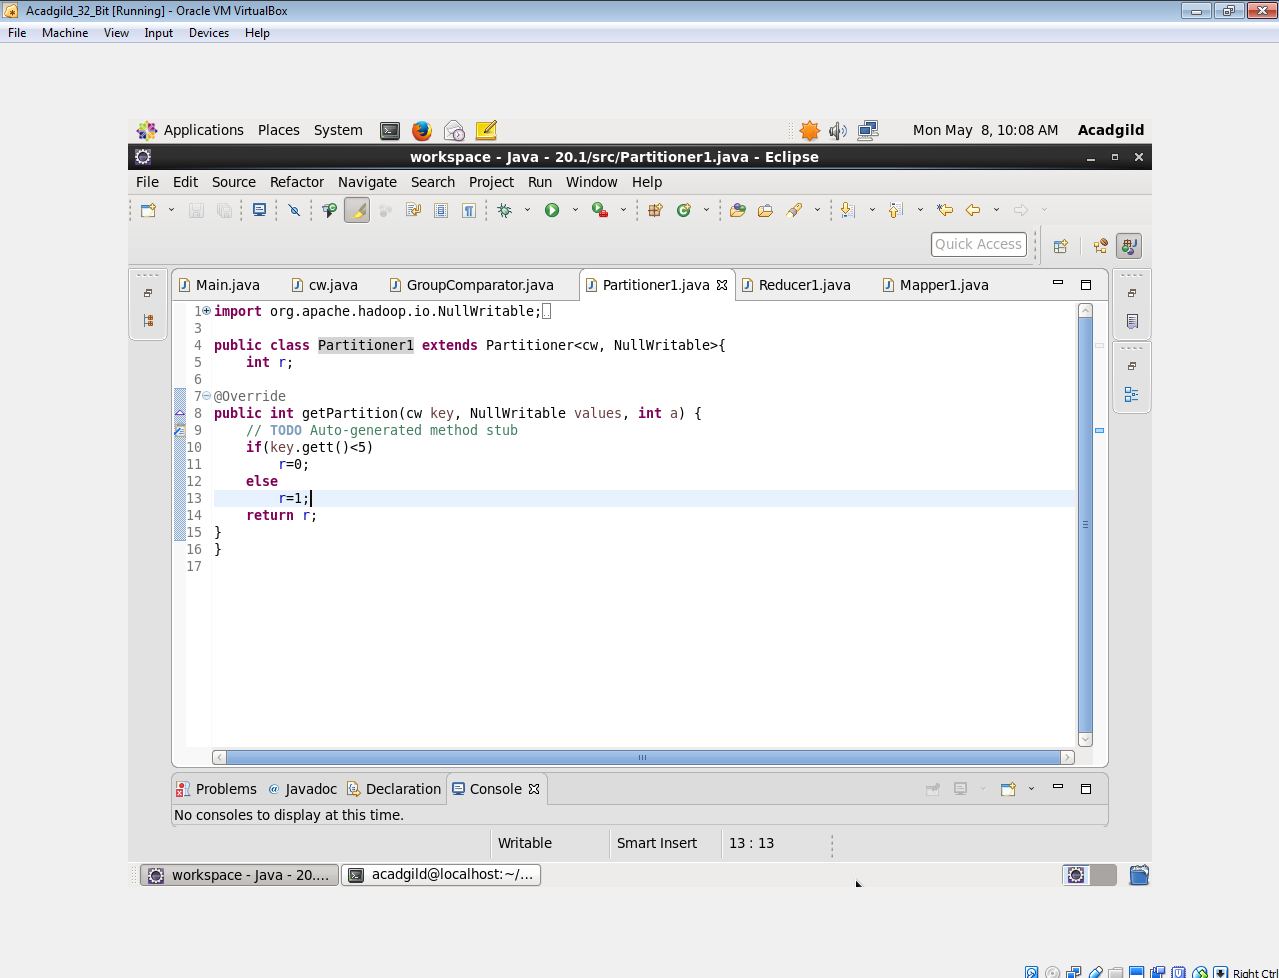 Acadgild_32_Bit [Running] - Oracle VM VirtualBox
File Machine View Input Devices Help
Applications Places System Mon May 8, 10:08 AM Acadgild
workspace - Java - 20.1/src/Partitioner1.java - Eclipse
File Edit Source Refactor Navigate Search Project Run Window Help
Quick Access
Main.java cw.java GroupComparator.java Partitioner1.java Reducer1.java Mapper1.java
1 import org.apache.hadoop.io.NullWritable;
3
4 public class Partitioner1 extends Partitioner<cw, NullWritable>{
5     int r;
6
7 @Override
8 public int getPartition(cw key, NullWritable values, int a) {
9     // TODO Auto-generated method stub
10     if(key.gett()<5)
11         r=0;
12     else
13         r=1;
14     return r;
15 }
16 }
17
Problems @ Javadoc Declaration Console
No consoles to display at this time.
Writable Smart Insert 13 : 13
workspace - Java - 20.... acadgild@localhost:~/...
Right Ctrl